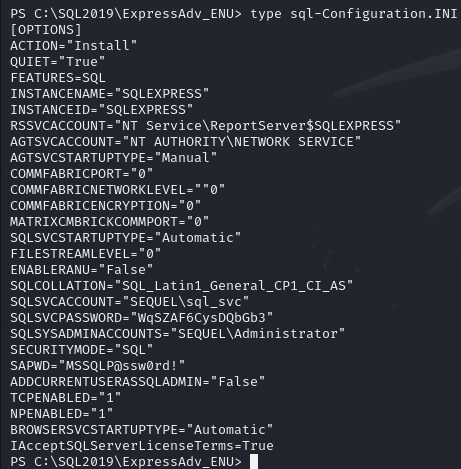 PS C:\SQL2019\ExpressAdv_ENU> type sql-Configuration.INI
[OPTIONS]
ACTION="Install"
QUIET="True"
FEATURES=SQL
INSTANCENAME="SQLEXPRESS"
INSTANCEID="SQLEXPRESS"
RSSVCACCOUNT="NT Service\ReportServer$SQLEXPRESS"
AGTSVCACCOUNT="NT AUTHORITY\NETWORK SERVICE"
AGTSVCSTARTUPTYPE="Manual"
COMMFABRICPORT="0"
COMMFABRICNETWORKLEVEL=""0"
COMMFABRICENCRYPTION="0"
MATRIXCMBRICKCOMMPORT="0"
SQLSVCSTARTUPTYPE="Automatic"
FILESTREAMLEVEL="0"
ENABLERANU="False"
SQLCOLLATION="SQL_Latin1_General_CP1_CI_AS"
SQLSVCACCOUNT="SEQUEL\sql_svc"
SQLSVCPASSWORD="WqSZAF6CysDQbGb3"
SQLSYSADMINACCOUNTS="SEQUEL\Administrator"
SECURITYMODE="SQL"
SAPWD="MSSQLP@ssw0rd!"
ADDCURRENTUSERASSQLADMIN="False"
TCPENABLED="1"
NPENABLED="1"
BROWSERSVCSTARTUPTYPE="Automatic"
IAcceptSQLServerLicenseTerms=True
PS C:\SQL2019\ExpressAdv_ENU>